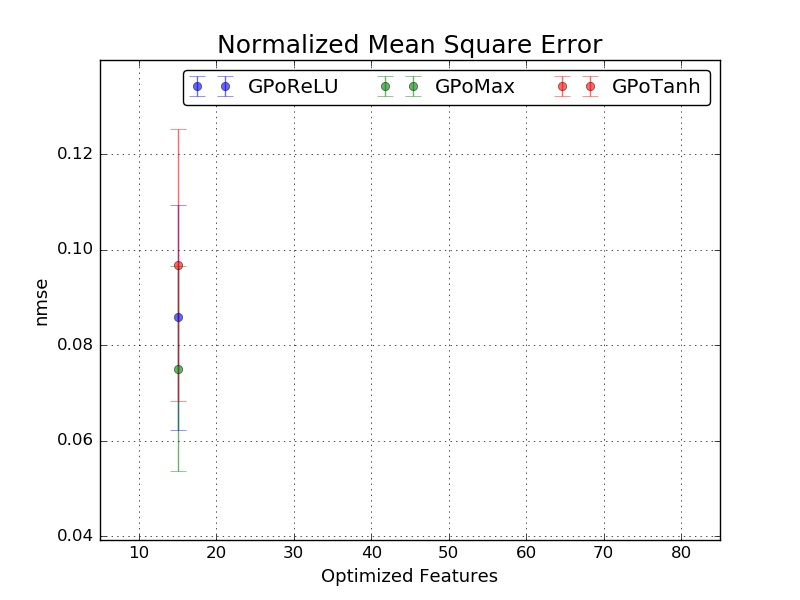 Normalized Mean Square Error
GPoReLU GPoMax GPoTanh
0.12
0.10
0.08
0.06
0.04
nmse
10 20 30 40 50 60 70 80
Optimized Features